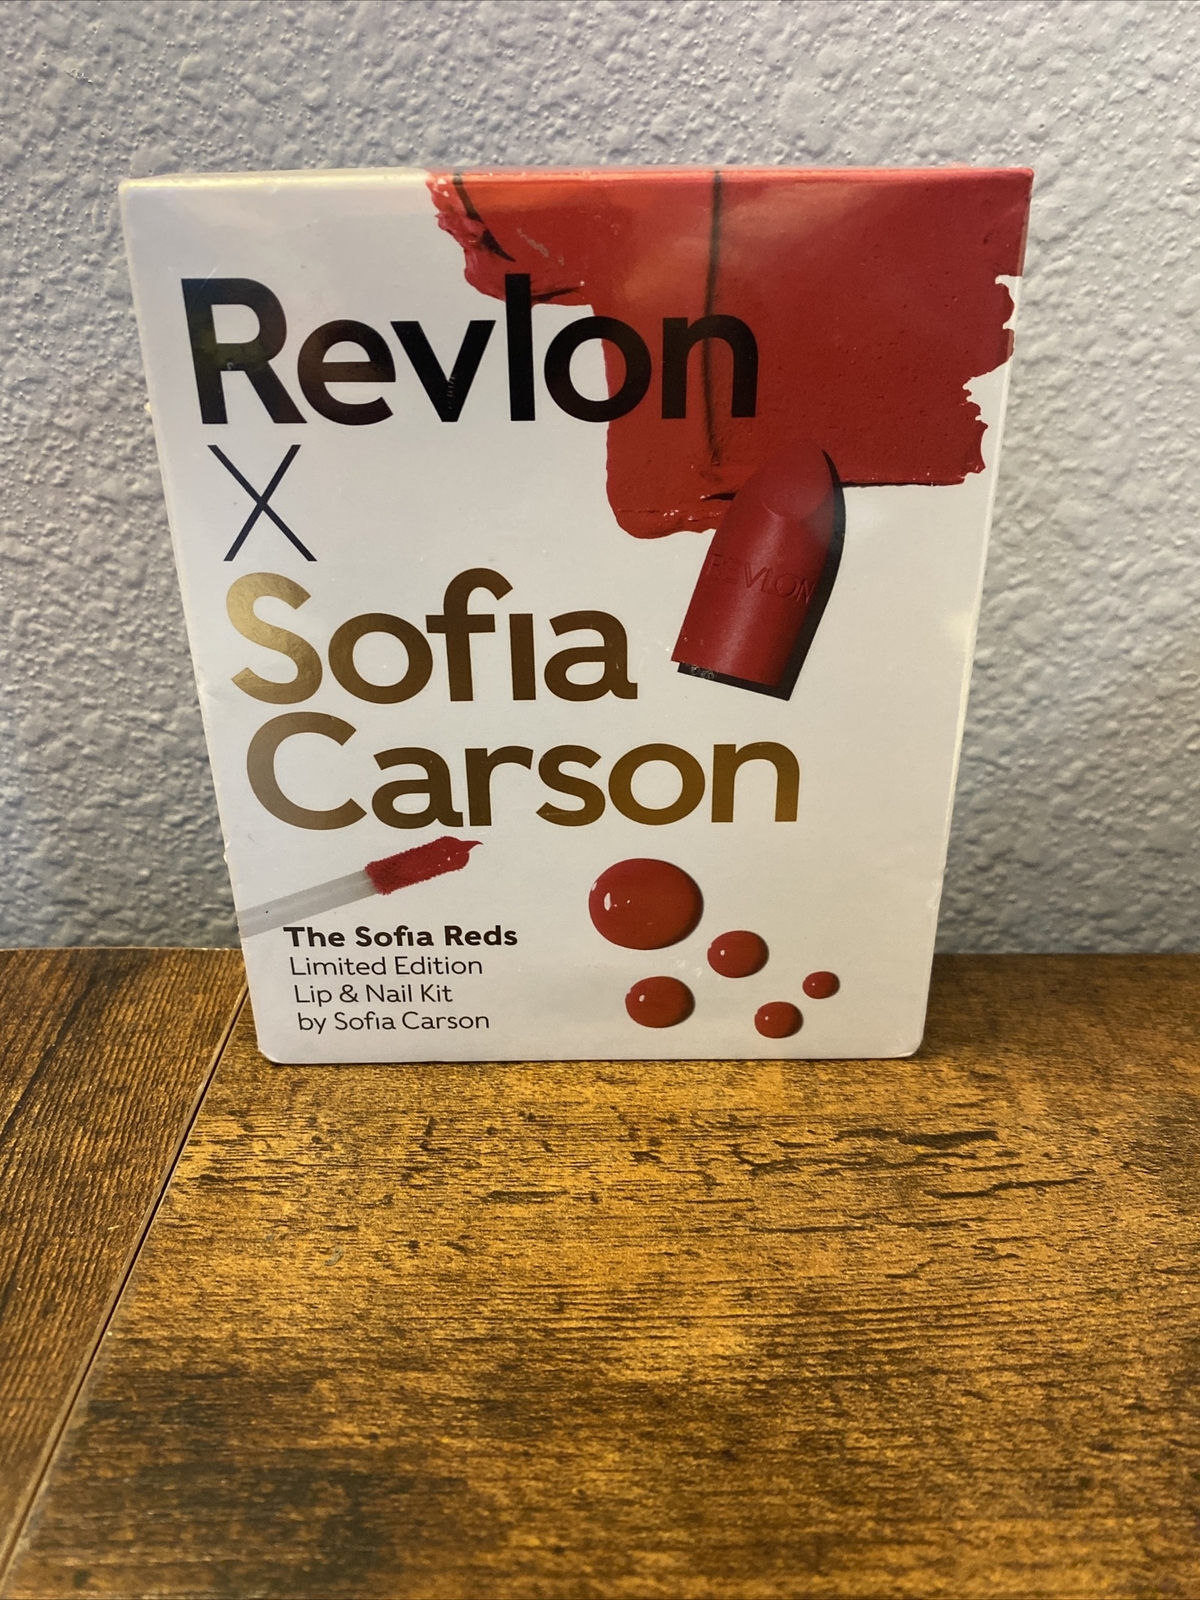 Revlon
X
Sofia
Carson
REVLON
The Sofia Reds
Limited Edition
Lip & Nail Kit
by Sofia Carson